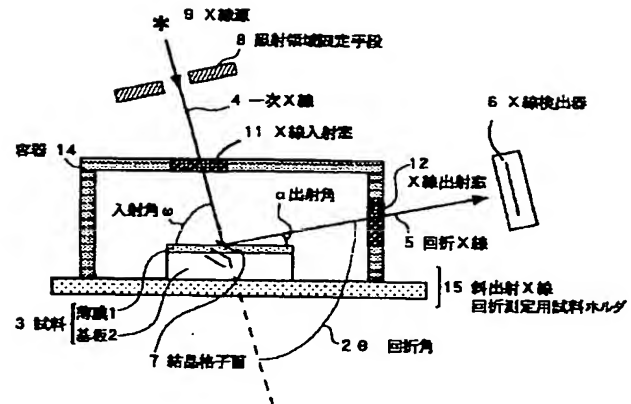 9 X線源
8 照射領域限定手段
4 一次X線
6 X線検出器
11 X線入射窓
容器 14
12
X線出射窓
入射角ω
α出射角
5 回折X線
15 斜出射X線
回折測定用試料ホルダ
3 試料
薄膜1
基板2
7 結晶格子面
2θ 回折角